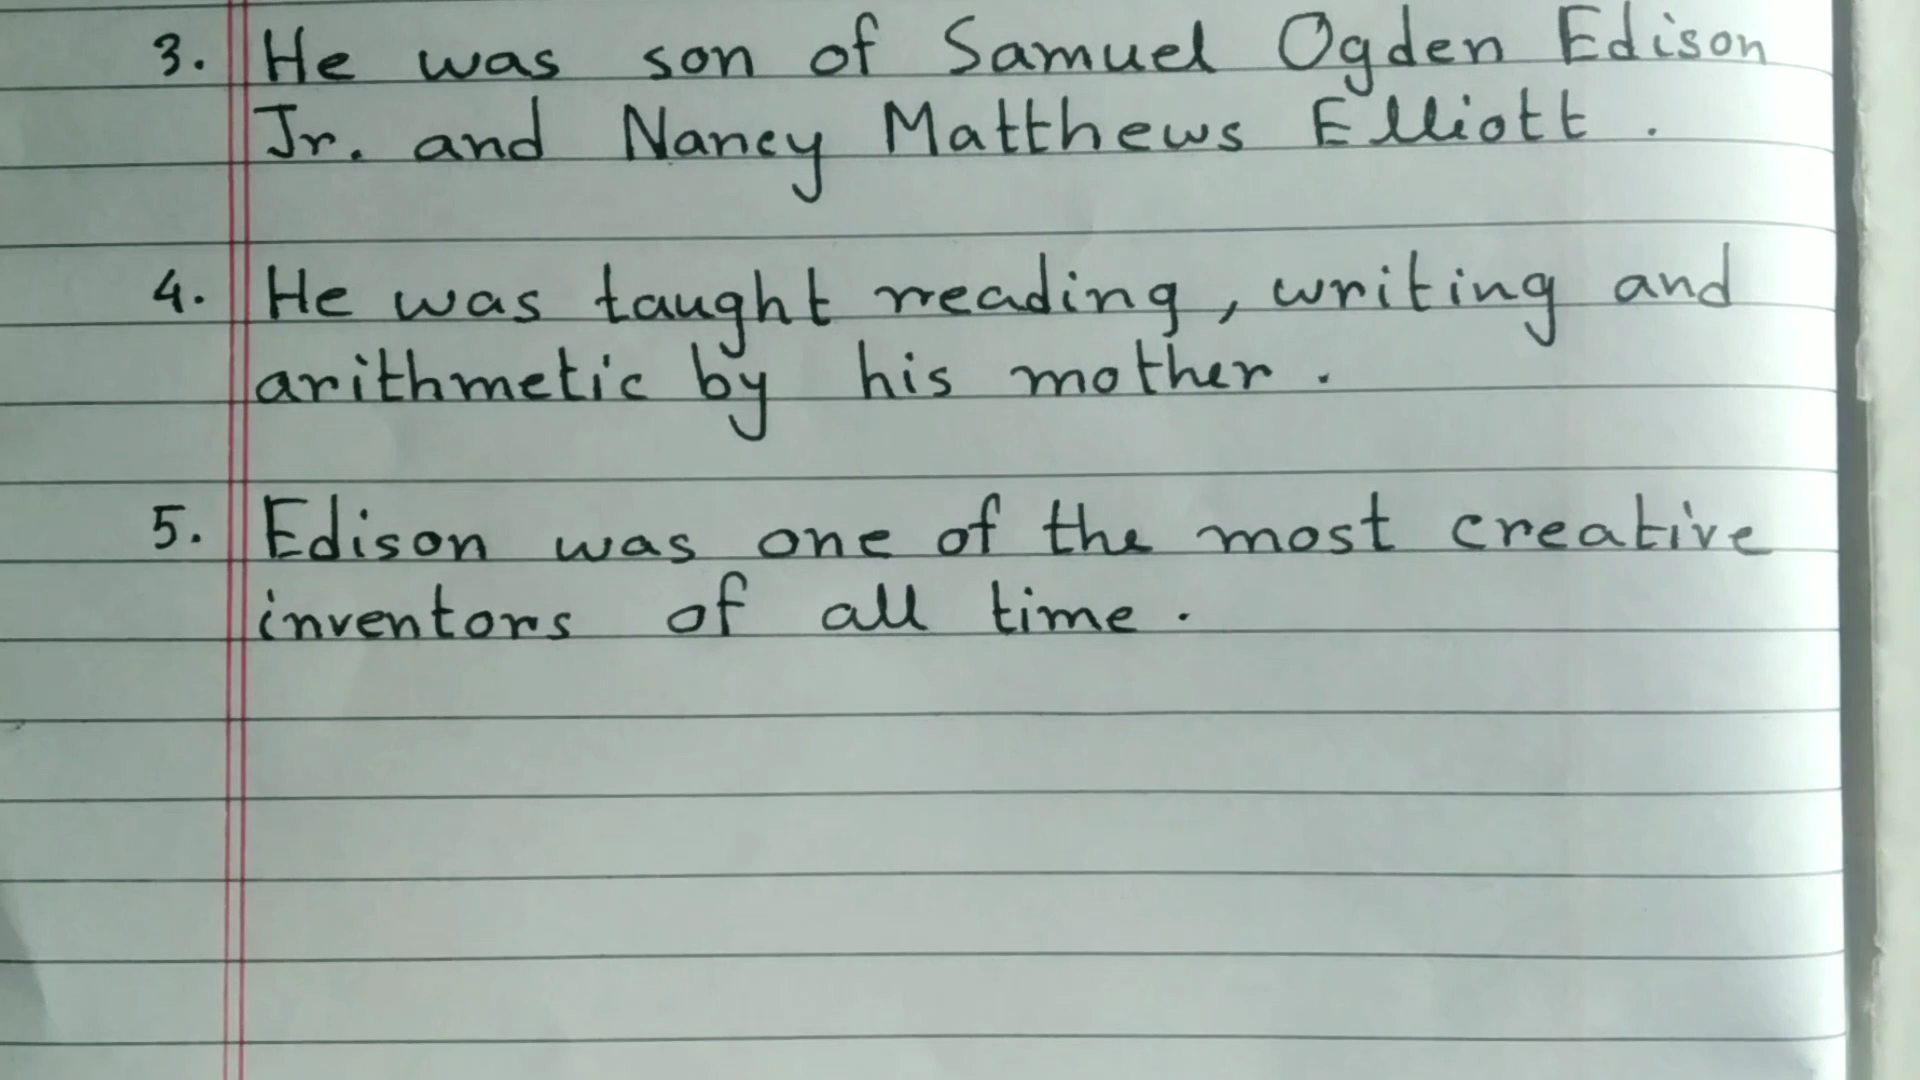 3. He was son of Samuel Ogden Edison
Jr. and Nancy Matthews Elliott.
4. He was taught reading, writing and
arithmetic by his mother.
5. Edison was one of the most creative
inventors of all time.